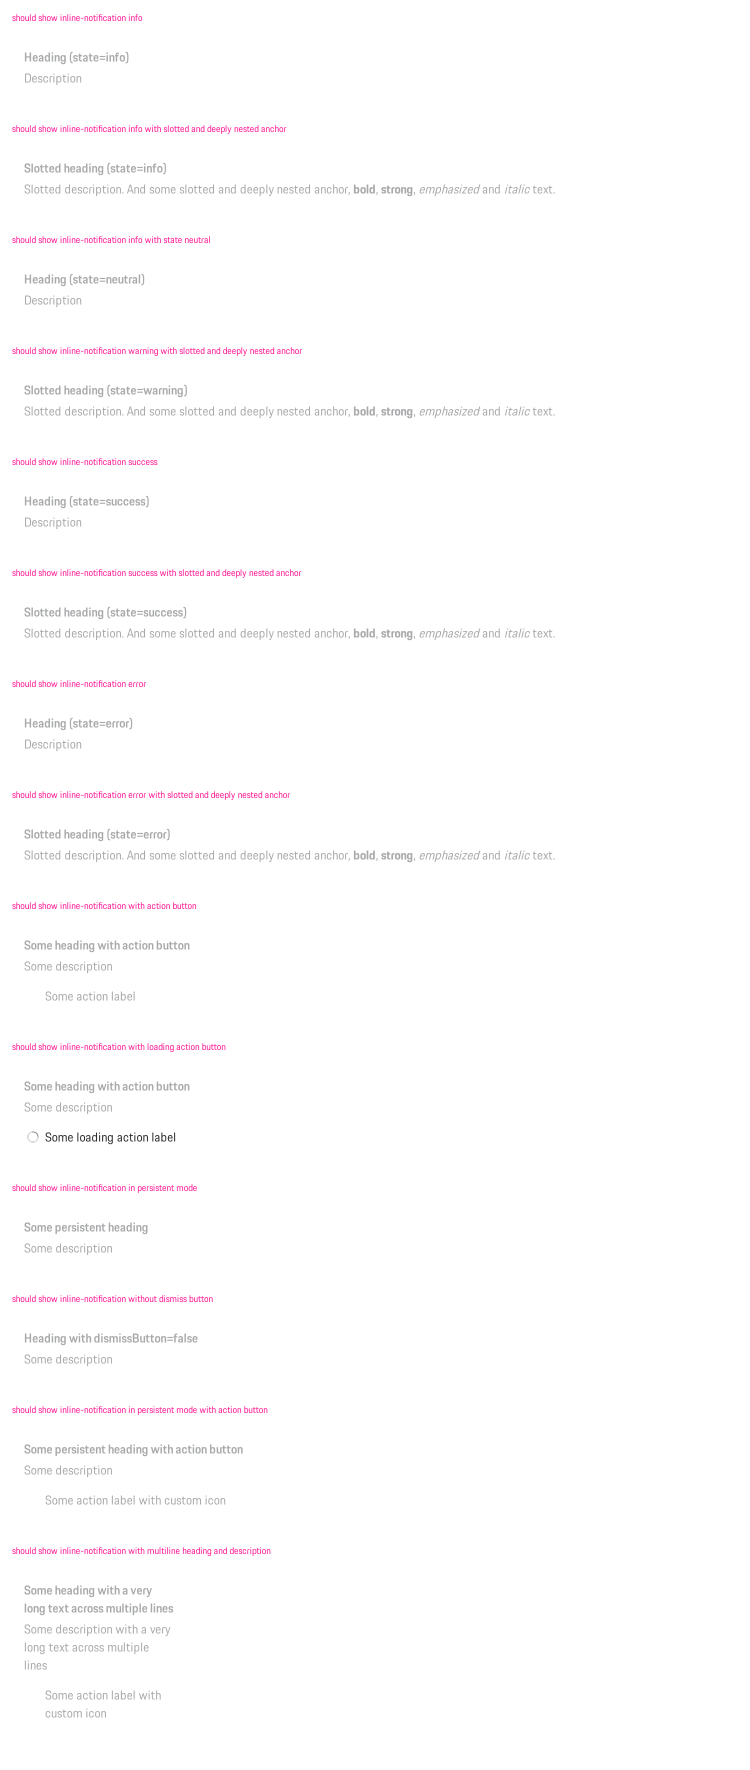 should show inline-notification info
Heading (state=info)
Description
should show inline-notification info with slotted and deeply nested anchor
Slotted heading (state=info)
Slotted description. And some slotted and deeply nested anchor, bold, strong, emphasized and italic text.
should show inline-notification info with state neutral
Heading (state=neutral)
Description
should show inline-notification warning with slotted and deeply nested anchor
Slotted heading (state=warning)
Slotted description. And some slotted and deeply nested anchor, bold, strong, emphasized and italic text.
should show inline-notification success
Heading (state=success)
Description
should show inline-notification success with slotted and deeply nested anchor
Slotted heading (state=success)
Slotted description. And some slotted and deeply nested anchor, bold, strong, emphasized and italic text.
should show inline-notification error
Heading (state=error)
Description
should show inline-notification error with slotted and deeply nested anchor
Slotted heading (state=error)
Slotted description. And some slotted and deeply nested anchor, bold, strong, emphasized and italic text.
should show inline-notification with action button
Some heading with action button
Some description
Some action label
should show inline-notification with loading action button
Some heading with action button
Some description
Some loading action label
should show inline-notification in persistent mode
Some persistent heading
Some description
should show inline-notification without dismiss button
Heading with dismissButton=false
Some description
should show inline-notification in persistent mode with action button
Some persistent heading with action button
Some description
Some action label with custom icon
should show inline-notification with multiline heading and description
Some heading with a very
long text across multiple lines
Some description with a very
long text across multiple
lines
Some action label with
custom icon